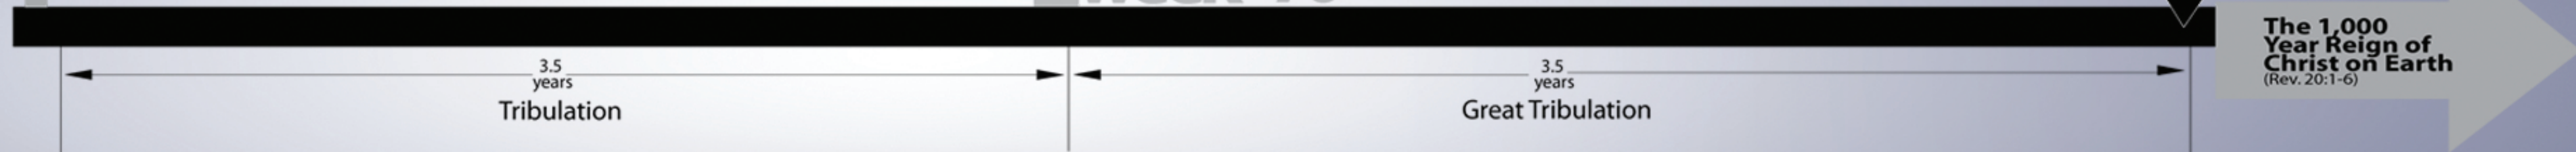 3.5
years
Tribulation
3.5
years
Great Tribulation
The 1,000
Year Reign of
Christ on Earth
(Rev. 20:1-6)